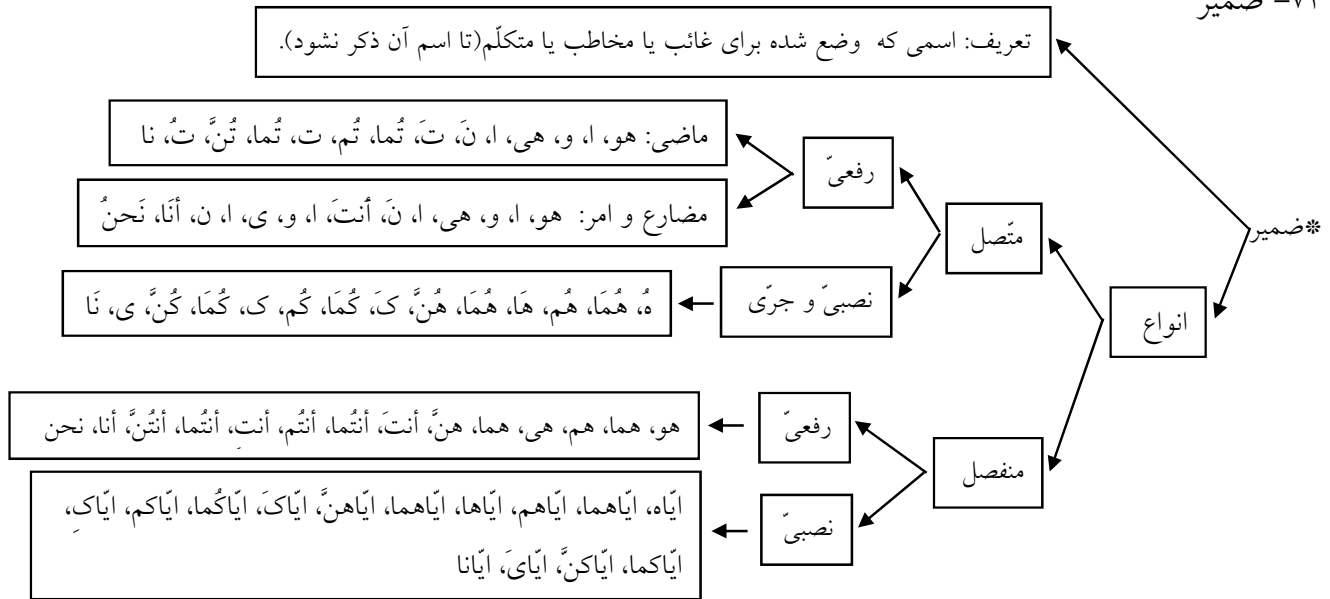 ۷۱- ضمیر
تعریف: اسمی که وضع شده برای غائب یا مخاطب یا متکلّم(تا اسم آن ذکر نشود).
ماضی: هو، ا، و، هی، ا، نَ، تَ، تُما، تُم، ت، تُما، تُنَّ، تُ، نا
رفعیّ
مضارع و امر: هو، ا، و، هی، ا، نَ، أنتَ، ا، و، ی، ا، ن، أنَا، نَحنُ
متّصل
*ضمیر
نصبیّ و جرّی
هُ، هُمَا، هُم، هَا، هُمَا، هُنَّ، کَ، کُمَا، کُم، ک، کُمَا، کُنَّ، ی، نَا
انواع
رفعیّ
هو، هما، هم، هی، هما، هنَّ، أنتَ، أنتُما، أنتُم، أنتِ، أنتُما، أنتُنَّ، أنا، نحن
منفصل
نصبیّ
ایّاه، ایّاهما، ایّاهم، ایّاها، ایّاهما، ایّاهنَّ، ایّاکَ، ایّاکُما، ایّاکم، ایّاکِ،
ایّاکما، ایّاکنَّ، ایّایَ، ایّانا